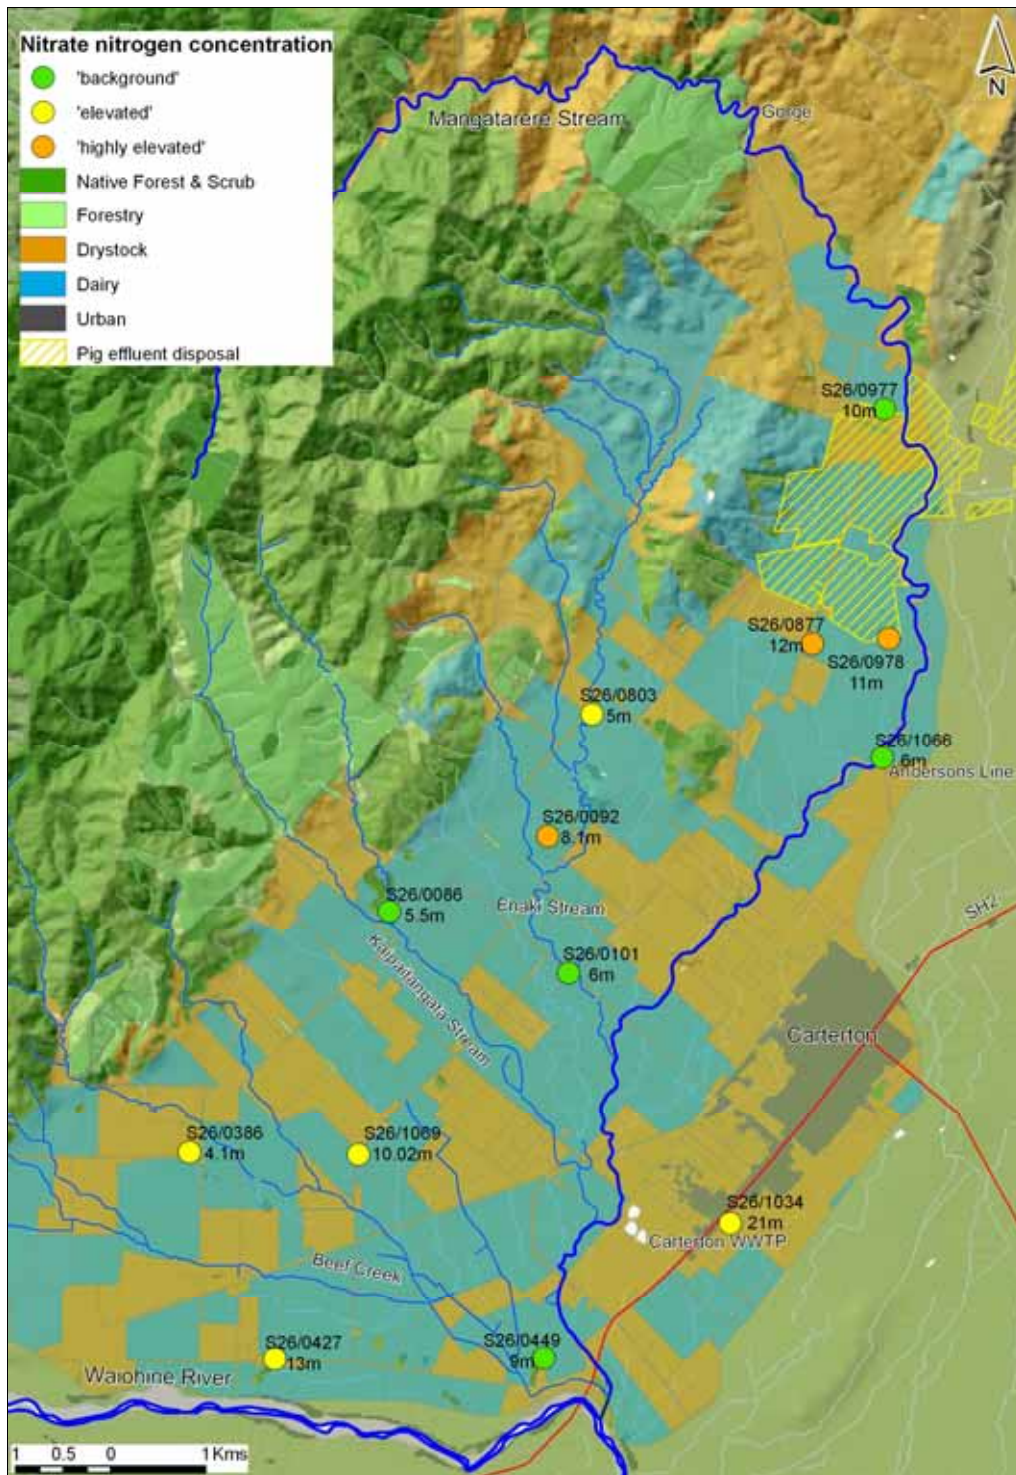 Nitrate nitrogen concentration
'background'
'elevated'
'highly elevated'
Native Forest & Scrub
Forestry
Drystock
Dairy
Urban
Pig effluent disposal
N
Mangatarere Stream
Gorge
S26/0977
10m
S26/0877
12m
S26/0978
11m
S26/0803
5m
S26/1066
6m
Andersons Line
S26/0092
8.1m
S26/0086
5.5m
Enaki Stream
SH2
S26/0101
6m
Kaipaitangata Stream
Carterton
S26/0386
4.1m
S26/1069
10.02m
S26/1034
21m
Carterton WWTP
Beef Creek
S26/0427
13m
S26/0449
9m
Waiohine River
1 0.5 0 1 Kms